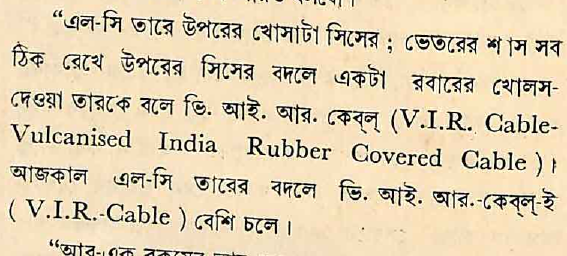 “এল-সি তারে উপরের খোসাটা সিসের ; ভেতরের শাঁস সব
ঠিক রেখে উপরের সিসের বদলে একটা রবারের খোলস-
দেওয়া তারকে বলে ভি. আই. আর. কেব্‌ল্ (V.I.R. Cable-
Vulcanised India Rubber Covered Cable)।
আজকাল এল-সি তারের বদলে ভি. আই. আর.-কেব্‌ল্-ই
( V.I.R.-Cable ) বেশি চলে।
“আর-এক রকমের